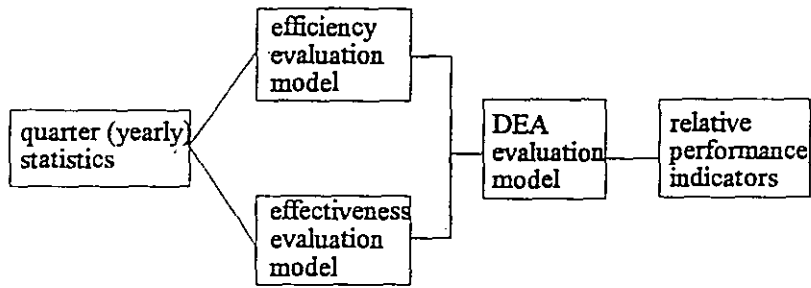 efficiency
evaluation
model
quarter (yearly)
statistics
effectiveness
evaluation
model
DEA
evaluation
model
relative
performance
indicators